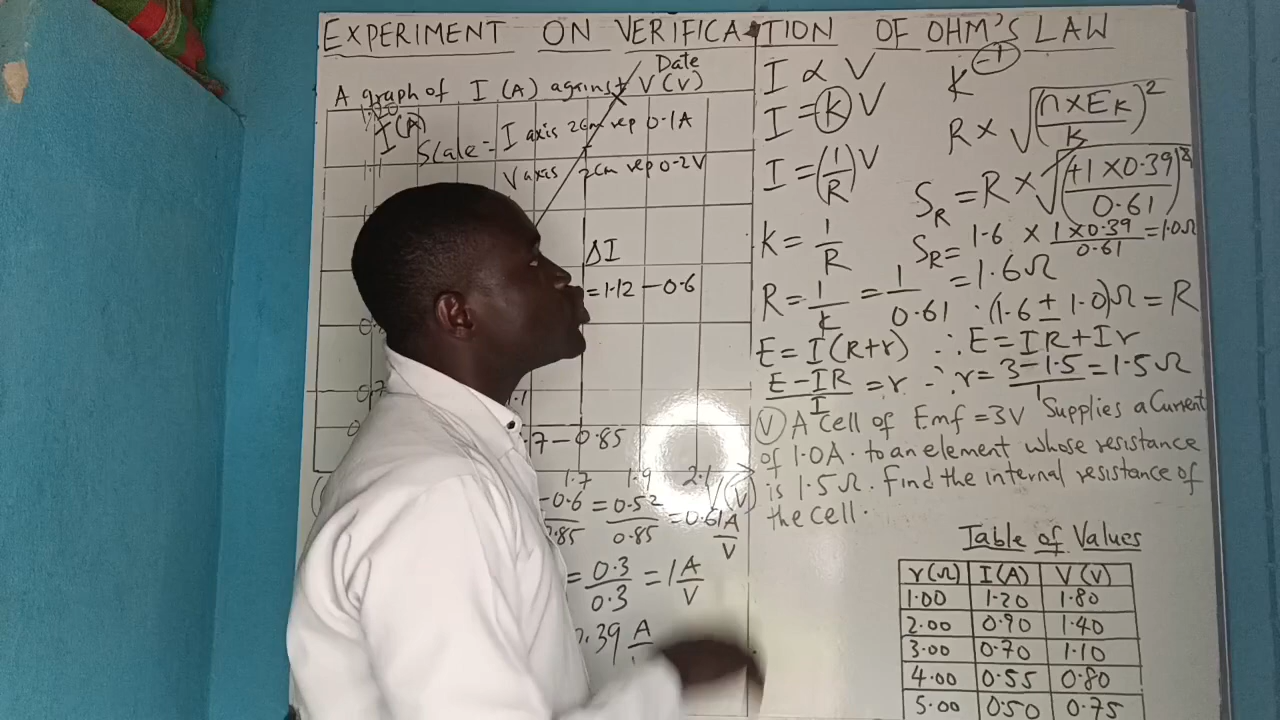 EXPERIMENT ON VERIFICATION OF OHM'S LAW
Date
A graph of I (A) against V (V)
I (A)
Scale:- I axis 2cm rep 0.1A
V axis 2cm rep 0.2V
1.1
ΔI
= 1.12 - 0.6
- 0.85
1.7 1.9 2.1 V(V)
-0.6 = 0.52 = 0.61 A/V
0.85
= 0.3/0.3 = 1 A/V
0.39 A
I ∝ V
I = (k) V
I = (1/R) V
k = 1/R
R = 1/k = 1/0.61 = 1.6Ω
k^-1
R × √((n×Ek)/k)^2
S_R = R × √((±1×0.39)/0.61)^2
S_R = 1.6 × (1×0.39)/0.61 = 1.0Ω
∴ (1.6 ± 1.0)Ω = R
E = I(R+r) ∴ E = IR + Ir
(E - IR)/I = r ∴ r = (3 - 1.5)/1 = 1.5Ω
(V) A cell of Emf = 3V Supplies a Current
of 1.0A. to an element whose resistance
is 1.5Ω. Find the internal resistance of
the cell.
Table of Values
r(Ω) I(A) V(V)
1.00 1.20 1.80
2.00 0.90 1.40
3.00 0.70 1.10
4.00 0.55 0.80
5.00 0.50 0.75